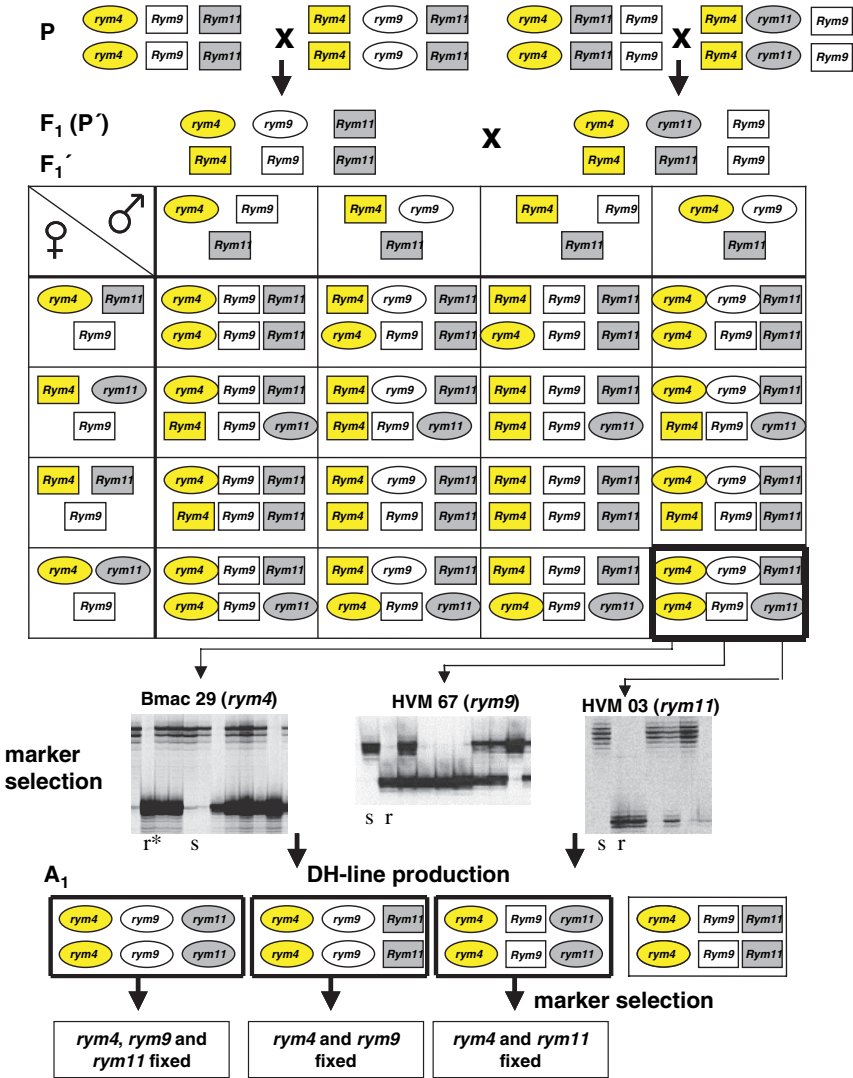 P rym4 Rym9 Rym11 X Rym4 rym9 Rym11 rym4 Rym11 Rym9 X Rym4 rym11 Rym9
rym4 Rym9 Rym11 Rym4 rym9 Rym11 rym4 Rym11 Rym9 Rym4 rym11 Rym9
F1 (P´) rym4 rym9 Rym11 X rym4 rym11 Rym9
F1´ Rym4 Rym9 Rym11 Rym4 Rym11 Rym9
♂ rym4 Rym9 Rym4 rym9 Rym4 Rym9 rym4 rym9
♀ Rym11 Rym11 Rym11 Rym11
rym4 Rym11 rym4 Rym9 Rym11 Rym4 rym9 Rym11 Rym4 Rym9 Rym11 rym4 rym9 Rym11
Rym9 rym4 Rym9 Rym11 rym4 Rym9 Rym11 rym4 Rym9 Rym11 rym4 Rym9 Rym11
Rym4 rym11 rym4 Rym9 Rym11 Rym4 rym9 Rym11 Rym4 Rym9 Rym11 rym4 rym9 Rym11
Rym9 Rym4 Rym9 rym11 Rym4 Rym9 rym11 Rym4 Rym9 rym11 Rym4 Rym9 rym11
Rym4 Rym11 rym4 Rym9 Rym11 Rym4 rym9 Rym11 Rym4 Rym9 Rym11 rym4 rym9 Rym11
Rym9 Rym4 Rym9 Rym11 Rym4 Rym9 Rym11 Rym4 Rym9 Rym11 Rym4 Rym9 Rym11
rym4 rym11 rym4 Rym9 Rym11 Rym4 rym9 Rym11 Rym4 Rym9 Rym11 rym4 rym9 Rym11
Rym9 rym4 Rym9 rym11 rym4 Rym9 rym11 rym4 Rym9 rym11 rym4 Rym9 rym11
Bmac 29 (rym4) HVM 67 (rym9) HVM 03 (rym11)
marker
selection
r* s s r s r
A1 DH-line production
rym4 rym9 rym11 rym4 rym9 Rym11 rym4 Rym9 rym11 rym4 Rym9 Rym11
rym4 rym9 rym11 rym4 rym9 Rym11 rym4 Rym9 rym11 rym4 Rym9 Rym11
marker selection
rym4, rym9 and rym4 and rym9 rym4 and rym11
rym11 fixed fixed fixed